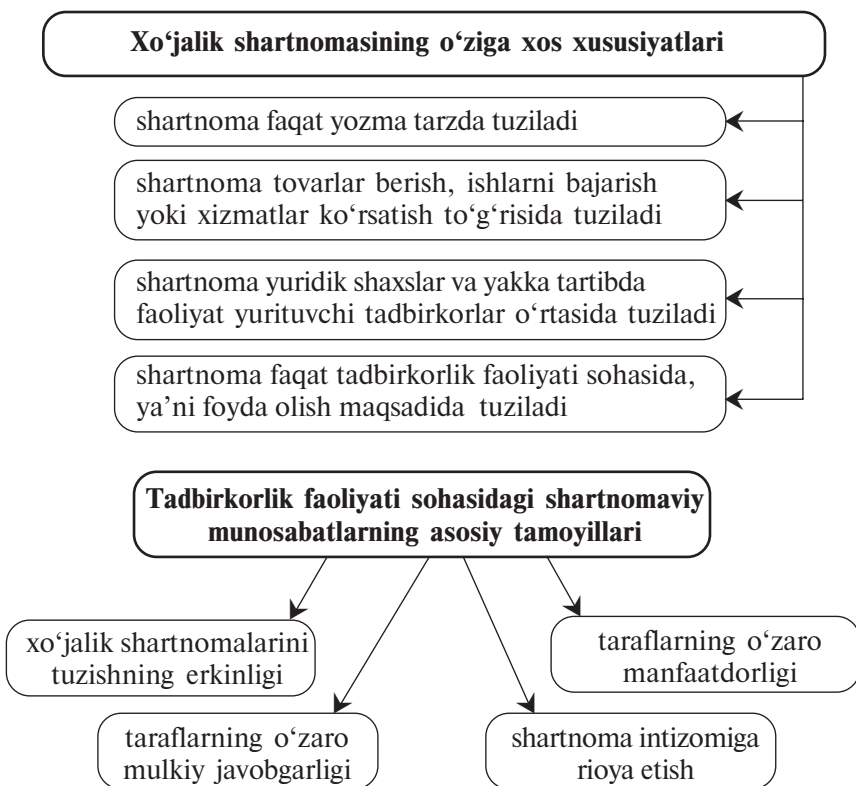 Xo‘jalik shartnomasining o‘ziga xos xususiyatlari
shartnoma faqat yozma tarzda tuziladi
shartnoma tovarlar berish, ishlarni bajarish
yoki xizmatlar ko‘rsatish to‘g‘risida tuziladi
shartnoma yuridik shaxslar va yakka tartibda
faoliyat yurituvchi tadbirkorlar o‘rtasida tuziladi
shartnoma faqat tadbirkorlik faoliyati sohasida,
ya’ni foyda olish maqsadida tuziladi
Tadbirkorlik faoliyati sohasidagi shartnomaviy
munosabatlarning asosiy tamoyillari
xo‘jalik shartnomalarini
tuzishning erkinligi
taraflarning o‘zaro
manfaatdorligi
taraflarning o‘zaro
mulkiy javobgarligi
shartnoma intizomiga
rioya etish